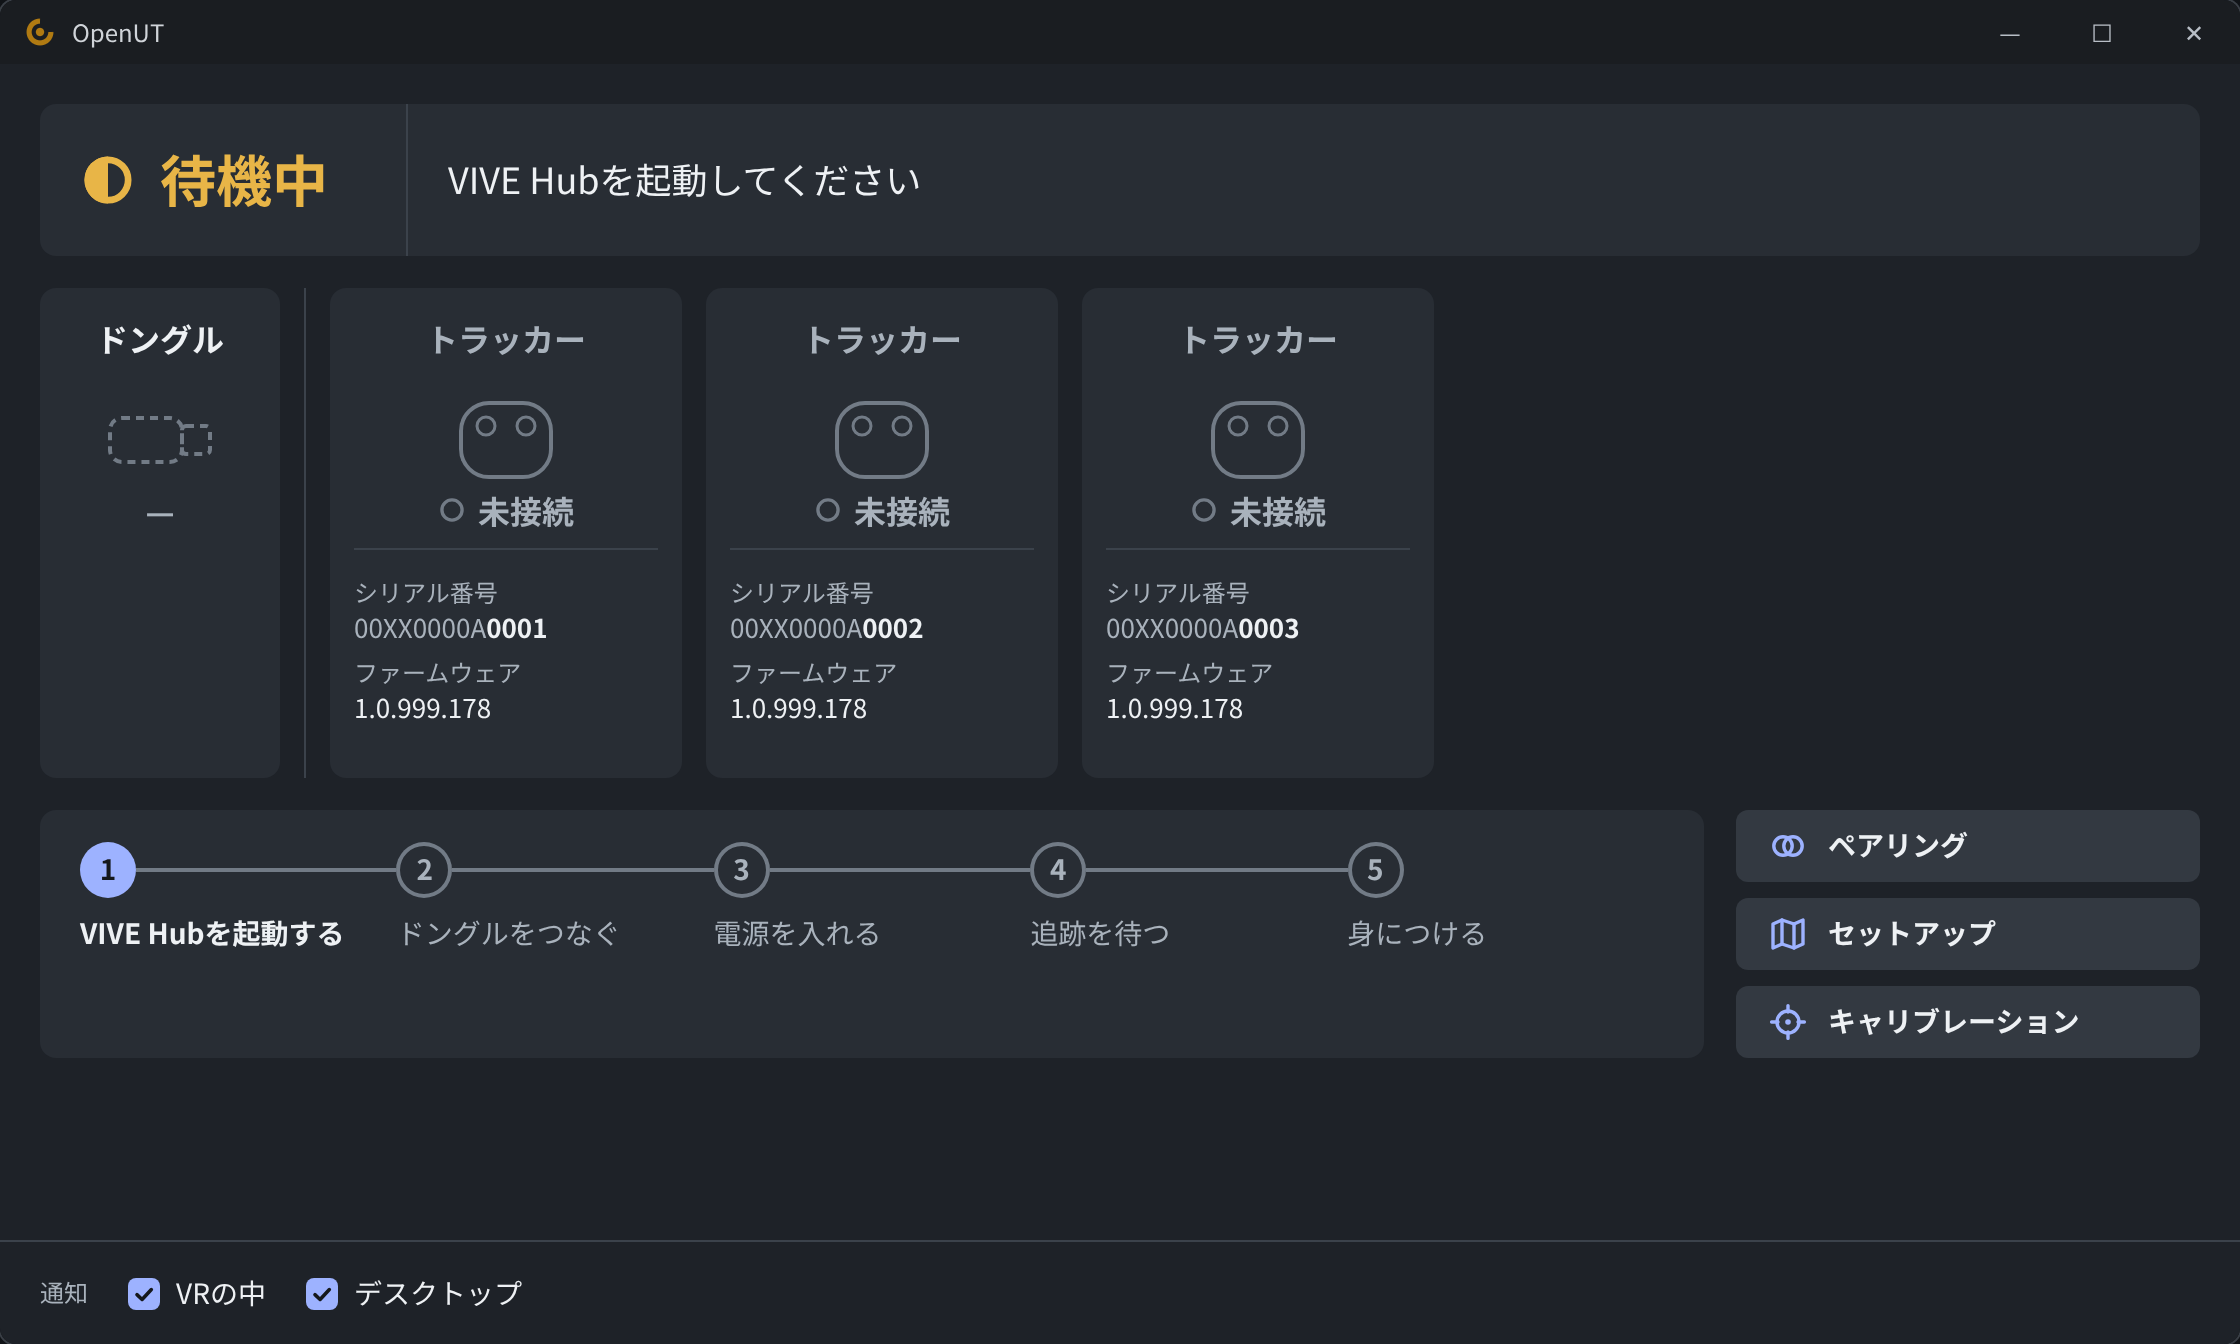 OpenUT
待機中
VIVE Hubを起動してください
ドングル
—
トラッカー
未接続
シリアル番号
00XX0000A0001
ファームウェア
1.0.999.178
トラッカー
未接続
シリアル番号
00XX0000A0002
ファームウェア
1.0.999.178
トラッカー
未接続
シリアル番号
00XX0000A0003
ファームウェア
1.0.999.178
1
VIVE Hubを起動する
2
ドングルをつなぐ
3
電源を入れる
4
追跡を待つ
5
身につける
ペアリング
セットアップ
キャリブレーション
通知
VRの中
デスクトップ